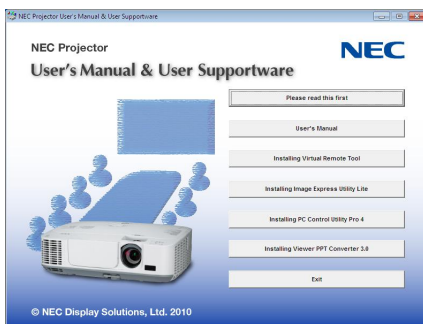 NEC Projector User's Manual & User Supportware
NEC Projector
NEC
User's Manual & User Supportware
Please read this first
User's Manual
Installing Virtual Remote Tool
Installing Image Express Utility Lite
Installing PC Control Utility Pro 4
Installing Viewer PPT Converter 3.0
Exit
© NEC Display Solutions, Ltd. 2010